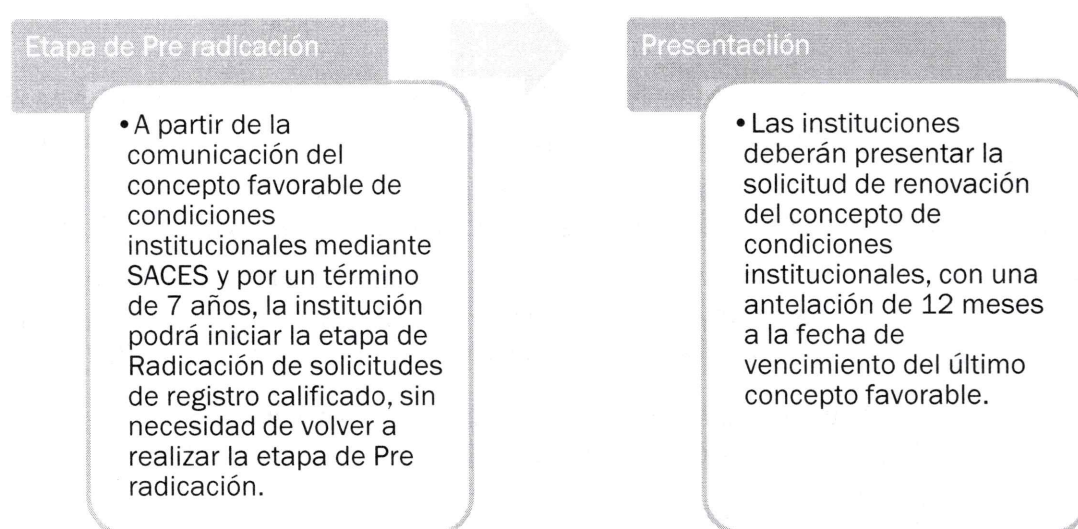 Etapa de Pre radicación
•A partir de la
comunicación del
concepto favorable de
condiciones
institucionales mediante
SACES y por un término
de 7 años, la institución
podrá iniciar la etapa de
Radicación de solicitudes
de registro calificado, sin
necesidad de volver a
realizar la etapa de Pre
radicación.
Presentaciión
•Las instituciones
deberán presentar la
solicitud de renovación
del concepto de
condiciones
institucionales, con una
antelación de 12 meses
a la fecha de
vencimiento del último
concepto favorable.